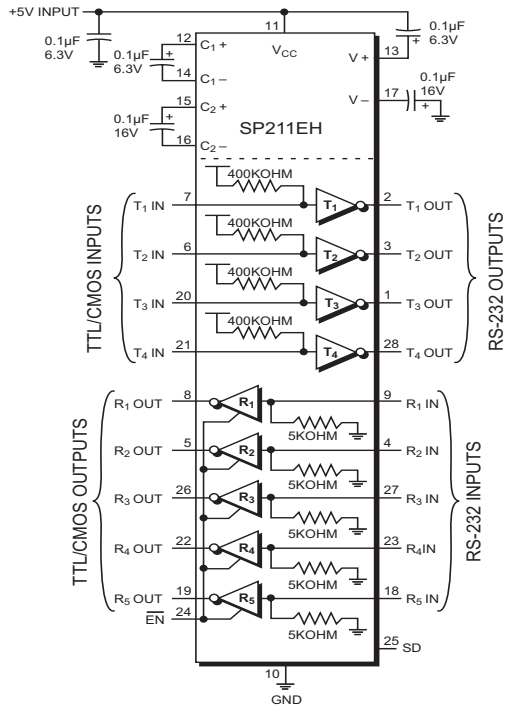 +5V INPUT
11
VCC
0.1µF
6.3V
12
C1+
0.1µF
6.3V
14
C1–
15
C2+
0.1µF
16V
16
C2–
V+
13
0.1µF
6.3V
V–
17
0.1µF
16V
SP211EH
TTL/CMOS INPUTS
T1 IN
7
400KOHM
T1
2
T1 OUT
T2 IN
6
400KOHM
T2
3
T2 OUT
T3 IN
20
400KOHM
T3
1
T3 OUT
T4 IN
21
400KOHM
T4
28
T4 OUT
RS-232 OUTPUTS
TTL/CMOS OUTPUTS
R1 OUT
8
R1
9
R1 IN
5KOHM
R2 OUT
5
R2
4
R2 IN
5KOHM
R3 OUT
26
R3
27
R3 IN
5KOHM
R4 OUT
22
R4
23
R4IN
5KOHM
R5 OUT
19
R5
18
R5 IN
5KOHM
RS-232 INPUTS
EN
24
25
SD
10
GND